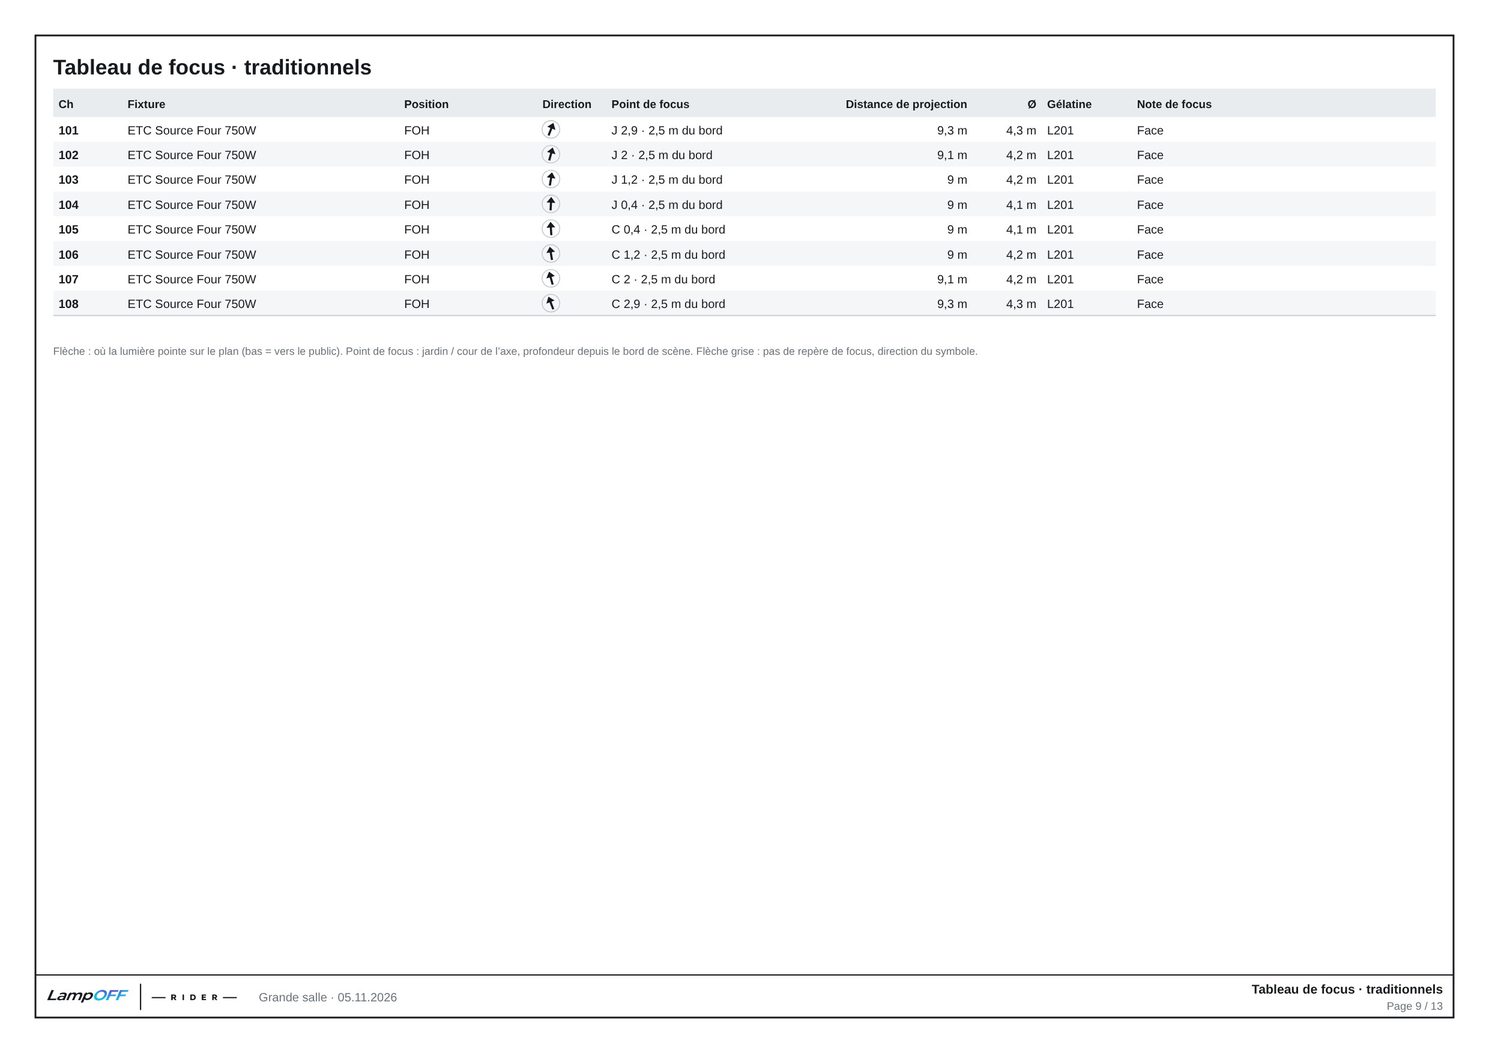 Tableau de focus · traditionnels
Ch Fixture Position Direction Point de focus Distance de projection Ø Gélatine Note de focus
101 ETC Source Four 750W FOH J 2,9 · 2,5 m du bord 9,3 m 4,3 m L201 Face
102 ETC Source Four 750W FOH J 2 · 2,5 m du bord 9,1 m 4,2 m L201 Face
103 ETC Source Four 750W FOH J 1,2 · 2,5 m du bord 9 m 4,2 m L201 Face
104 ETC Source Four 750W FOH J 0,4 · 2,5 m du bord 9 m 4,1 m L201 Face
105 ETC Source Four 750W FOH C 0,4 · 2,5 m du bord 9 m 4,1 m L201 Face
106 ETC Source Four 750W FOH C 1,2 · 2,5 m du bord 9 m 4,2 m L201 Face
107 ETC Source Four 750W FOH C 2 · 2,5 m du bord 9,1 m 4,2 m L201 Face
108 ETC Source Four 750W FOH C 2,9 · 2,5 m du bord 9,3 m 4,3 m L201 Face
Flèche : où la lumière pointe sur le plan (bas = vers le public). Point de focus : jardin / cour de l'axe, profondeur depuis le bord de scène. Flèche grise : pas de repère de focus, direction du symbole.
LampOFF RIDER Grande salle · 05.11.2026
Tableau de focus · traditionnels
Page 9 / 13